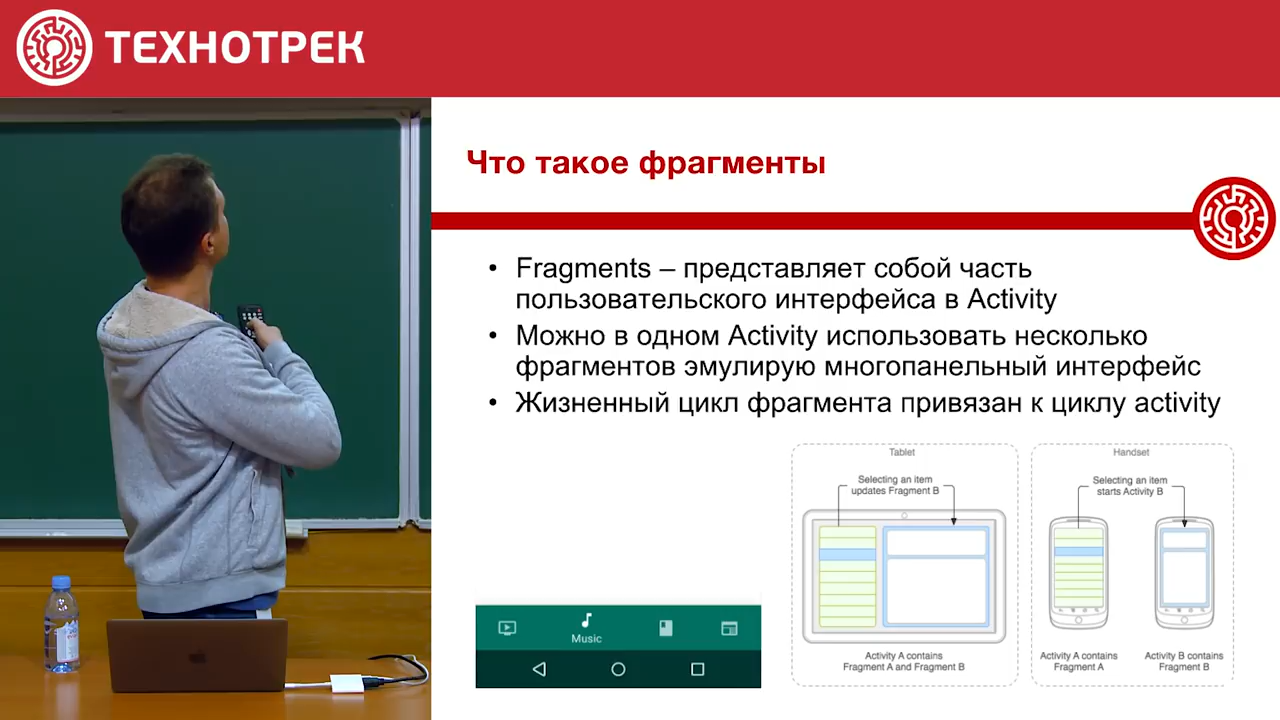 ТЕХНОТРЕК
Что такое фрагменты
• Fragments – представляет собой часть
пользовательского интерфейса в Activity
• Можно в одном Activity использовать несколько
фрагментов эмулирую многопанельный интерфейс
• Жизненный цикл фрагмента привязан к циклу activity
Tablet
Selecting an item
updates Fragment B
Activity A contains
Fragment A and Fragment B
Handset
Selecting an item
starts Activity B
Activity A contains
Fragment A
Activity B contains
Fragment B
Music